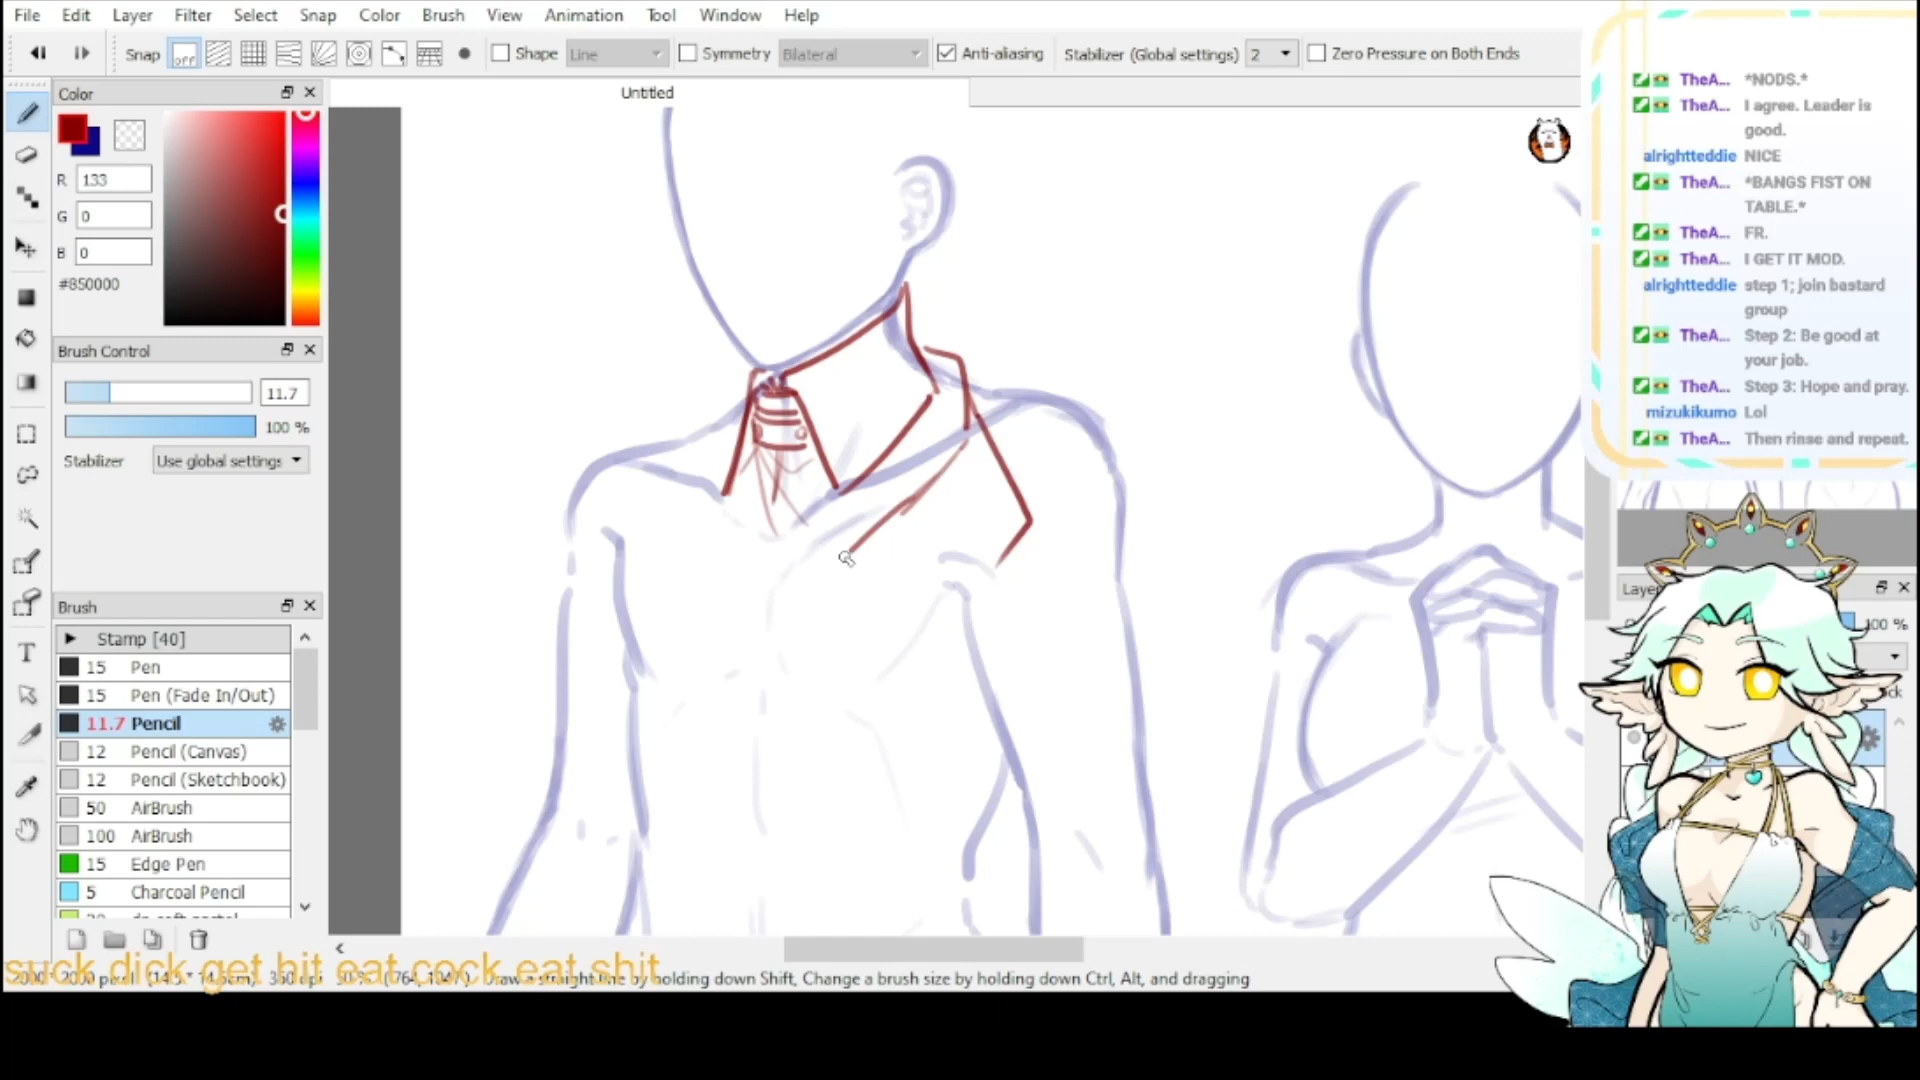 File Edit Layer Filter Select Snap Color Brush View Animation Tool Window Help
Snap off Shape Line Symmetry Bilateral Anti-aliasing Stabilizer (Global settings) 2 Zero Pressure on Both Ends
Color
Untitled
R 133
G 0
B 0
#850000
Brush Control
11.7
100 %
Stabilizer Use global settings
Brush
Stamp [40]
15 Pen
15 Pen (Fade In/Out)
11.7 Pencil
12 Pencil (Canvas)
12 Pencil (Sketchbook)
50 AirBrush
100 AirBrush
15 Edge Pen
5 Charcoal Pencil
suck dick get hit eat cock eat shit
holding down Shift, Change a brush size by holding down Ctrl, Alt, and dragging
TheA... *NODS.*
TheA... I agree. Leader is
good.
alrightteddie NICE
TheA... *BANGS FIST ON
TABLE.*
TheA... FR.
TheA... I GET IT MOD.
alrightteddie step 1; join bastard
group
TheA... Step 2: Be good at
your job.
TheA... Step 3: Hope and pray.
mizukikumo Lol
TheA... Then rinse and repeat.
100 %